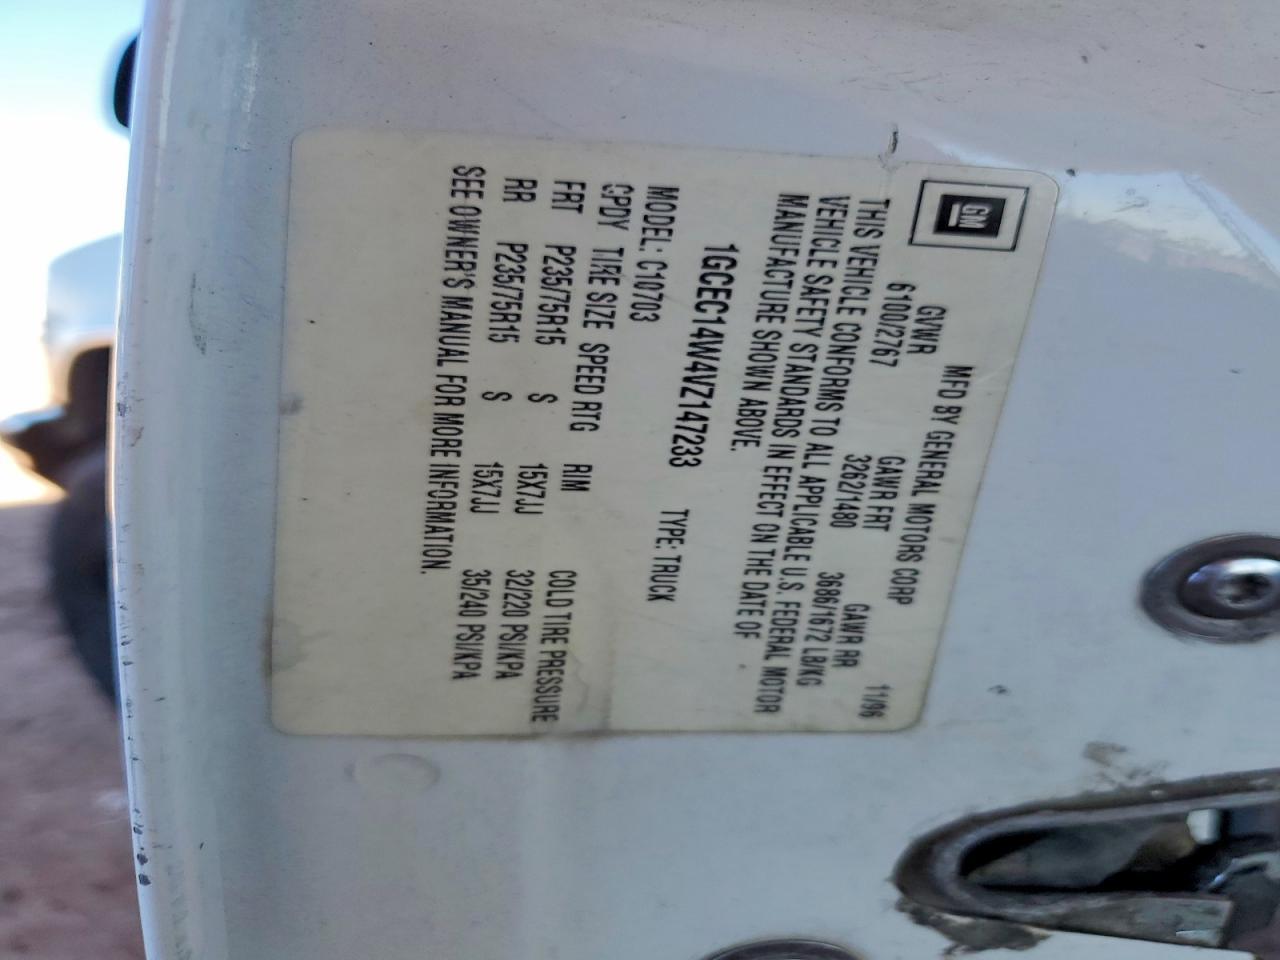 GM
MFD BY GENERAL MOTORS CORP 11/96
GVWR GAWR FRT GAWR RR
6100/2767 3262/1480 3686/1672 LB/KG
THIS VEHICLE CONFORMS TO ALL APPLICABLE U.S. FEDERAL MOTOR
VEHICLE SAFETY STANDARDS IN EFFECT ON THE DATE OF
MANUFACTURE SHOWN ABOVE.
1GCEC14W4VZ147233 TYPE: TRUCK
MODEL: C10703
CPDY TIRE SIZE SPEED RTG RIM COLD TIRE PRESSURE
FRT P235/75R15 S 15X7JJ 32/220 PSI/KPA
RR P235/75R15 S 15X7JJ 35/240 PSI/KPA
SEE OWNER'S MANUAL FOR MORE INFORMATION.